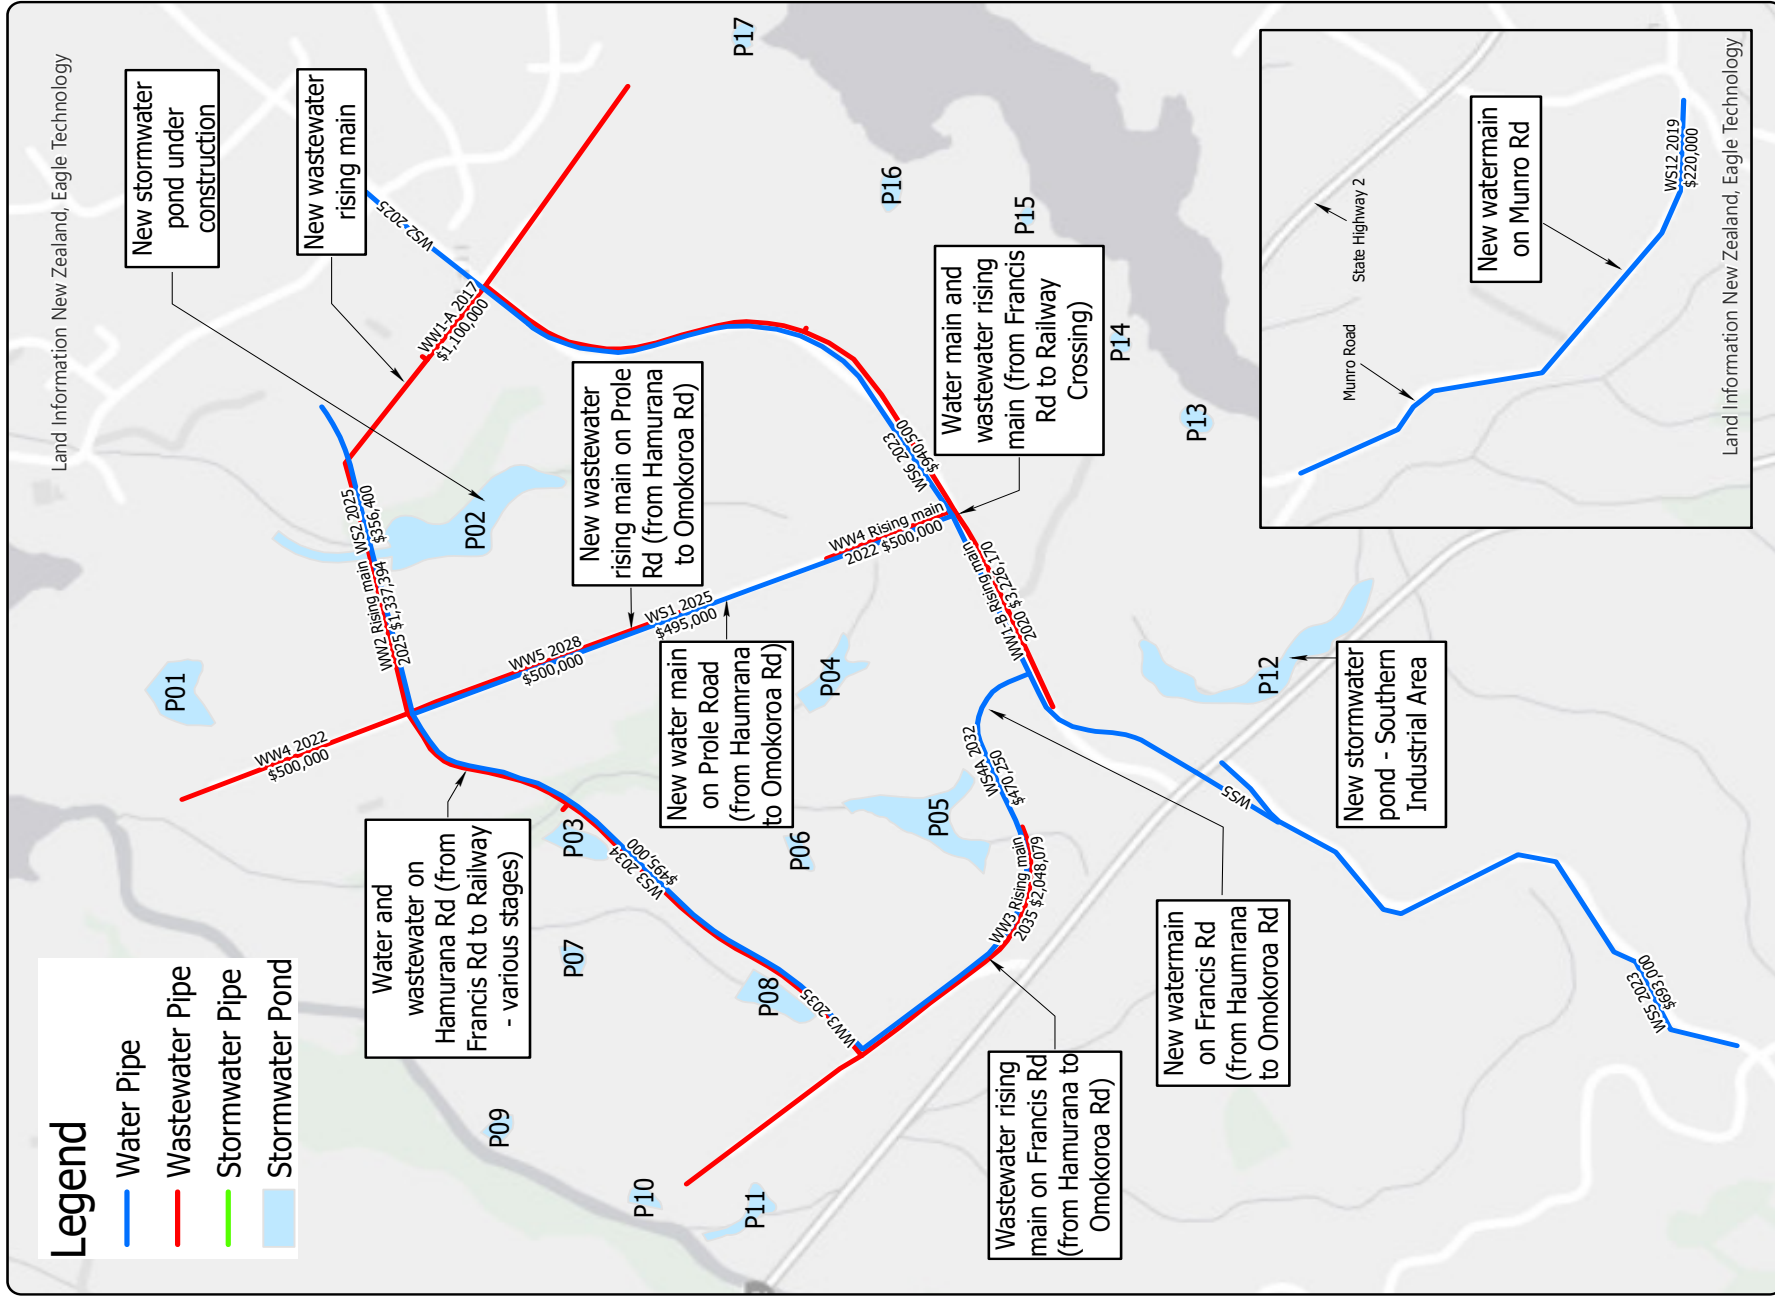 Land Information New Zealand, Eagle Technology
New stormwater
pond under
construction
New wastewater
rising main
WS2 2025
WW1-A 2017
$1,100,000
P17
P16
P15
P14
P13
Water main and
wastewater rising
main (from Francis
Rd to Railway
Crossing)
New wastewater
rising main on Prole
Rd (from Hamurana
to Omokoroa Rd)
WS2 2025
$356,400
WW2 Rising main
2025 $1,337,394
P02
P01
WS6 2023
$940,500
WW4 Rising main
2022 $500,000
WW1-B Rising main
2020 $3,226,170
WS1 2025
$495,000
WW5 2028
$500,000
WW4 2022
$500,000
New water main
on Prole Road
(from Haumrana
to Omokoroa Rd)
P04
P12
New stormwater
pond - Southern
Industrial Area
Water and
wastewater on
Hamurana Rd (from
Francis Rd to Railway
- various stages)
P03
P06
P05
WS4A 2032
$470,250
WS3 2034
$495,000
WW3 Rising main
2035 $2,048,079
WS5
P07
P08
WW3 2035
New watermain
on Francis Rd
(from Haumrana
to Omokoroa Rd
Wastewater rising
main on Francis Rd
(from Hamurana to
Omokoroa Rd)
WS5 2023
$693,000
P09
P10
P11
Legend
Water Pipe
Wastewater Pipe
Stormwater Pipe
Stormwater Pond
State Highway 2
Munro Road
New watermain
on Munro Rd
WS12 2019
$220,000
Land Information New Zealand, Eagle Technology